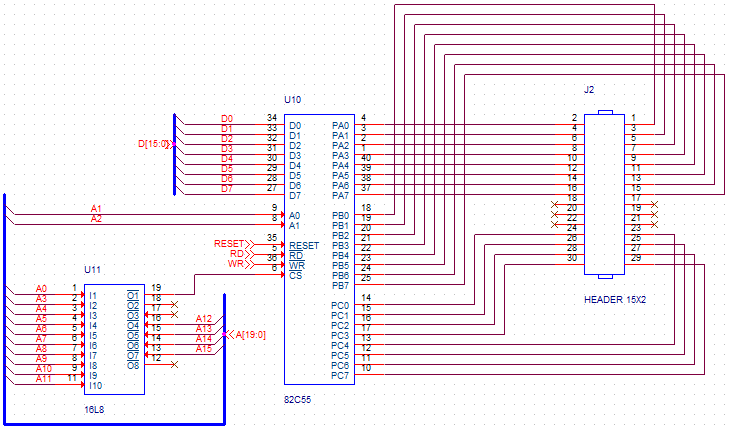 J2
U10
D0 34 D0 PA0 4 2 1
D1 33 D1 PA1 3 4 3
D2 32 D2 PA2 2 6 5
D[15:0] D3 31 D3 PA3 1 8 7
D4 30 D4 PA4 40 10 9
D5 29 D5 PA5 39 12 11
D6 28 D6 PA6 38 14 13
D7 27 D7 PA7 37 16 15
18 17
A1 9 A0 PB0 18 20 19
A2 8 A1 PB1 19 22 21
PB2 20 24 23
RESET 35 RESET PB3 21 26 25
RD 5 RD PB4 22 28 27
WR 36 WR PB5 23 30 29
6 CS PB6 24
PB7 25
HEADER 15X2
PC0 14
PC1 15
PC2 16
PC3 17
PC4 13
PC5 12
PC6 11
PC7 10
82C55
U11
A0 1 I1 O1 19
A3 2 I2 O2 18
A4 3 I3 O3 17
A5 4 I4 O4 16 A12
A6 5 I5 O5 15 A13 A[19:0]
A7 6 I6 O6 14 A14
A8 7 I7 O7 13 A15
A9 8 I8 O8 12
A10 9 I9
A11 11 I10
16L8